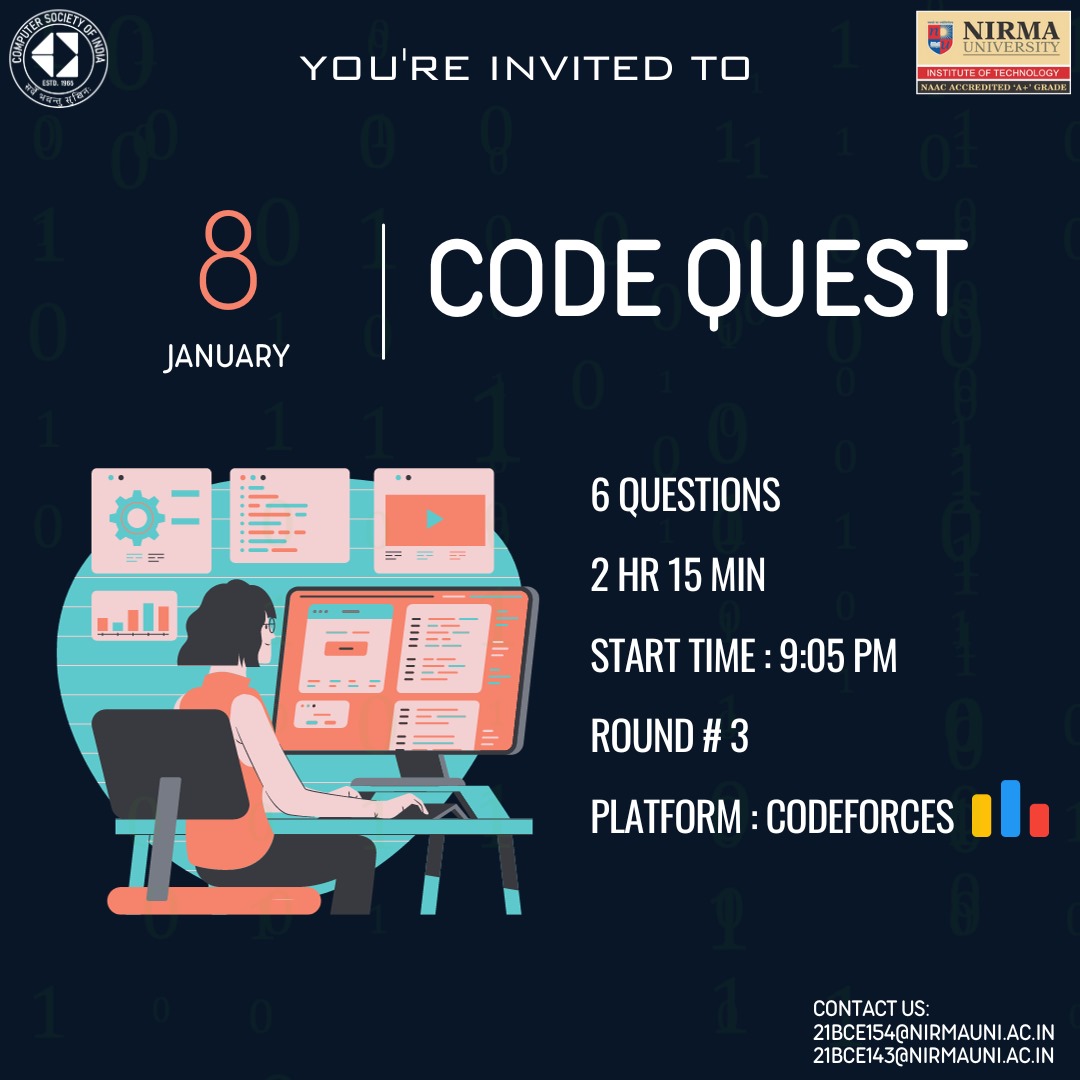 COMPUTER SOCIETY OF INDIA
ESTD. 1965
सर्वे भवन्तु सुखिनः
NIRMA
UNIVERSITY
INSTITUTE OF TECHNOLOGY
NAAC ACCREDITED 'A+' GRADE
YOU'RE INVITED TO
8
JANUARY
CODE QUEST
6 QUESTIONS
2 HR 15 MIN
START TIME : 9:05 PM
ROUND # 3
PLATFORM : CODEFORCES
CONTACT US:
21BCE154@NIRMAUNI.AC.IN
21BCE143@NIRMAUNI.AC.IN